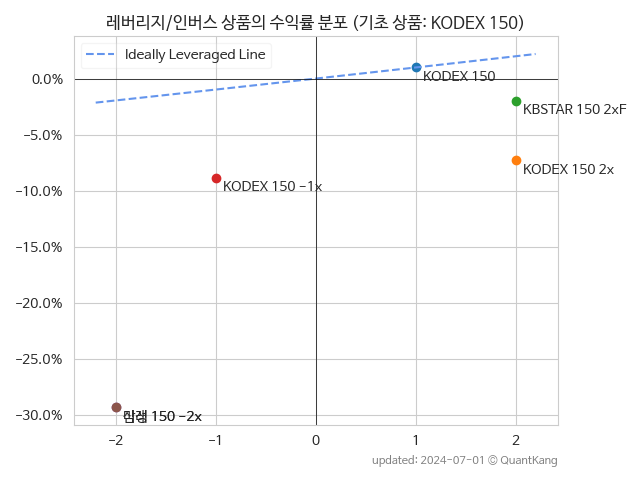 레버리지/인버스 상품의 수익률 분포 (기초 상품: KODEX 150)
Ideally Leveraged Line
0.0%
−5.0%
−10.0%
−15.0%
−20.0%
−25.0%
−30.0%
KODEX 150
KBSTAR 150 2xF
KODEX 150 2x
KODEX 150 −1x
150 −2x
−2
−1
0
1
2
updated: 2024-07-01 © QuantKang